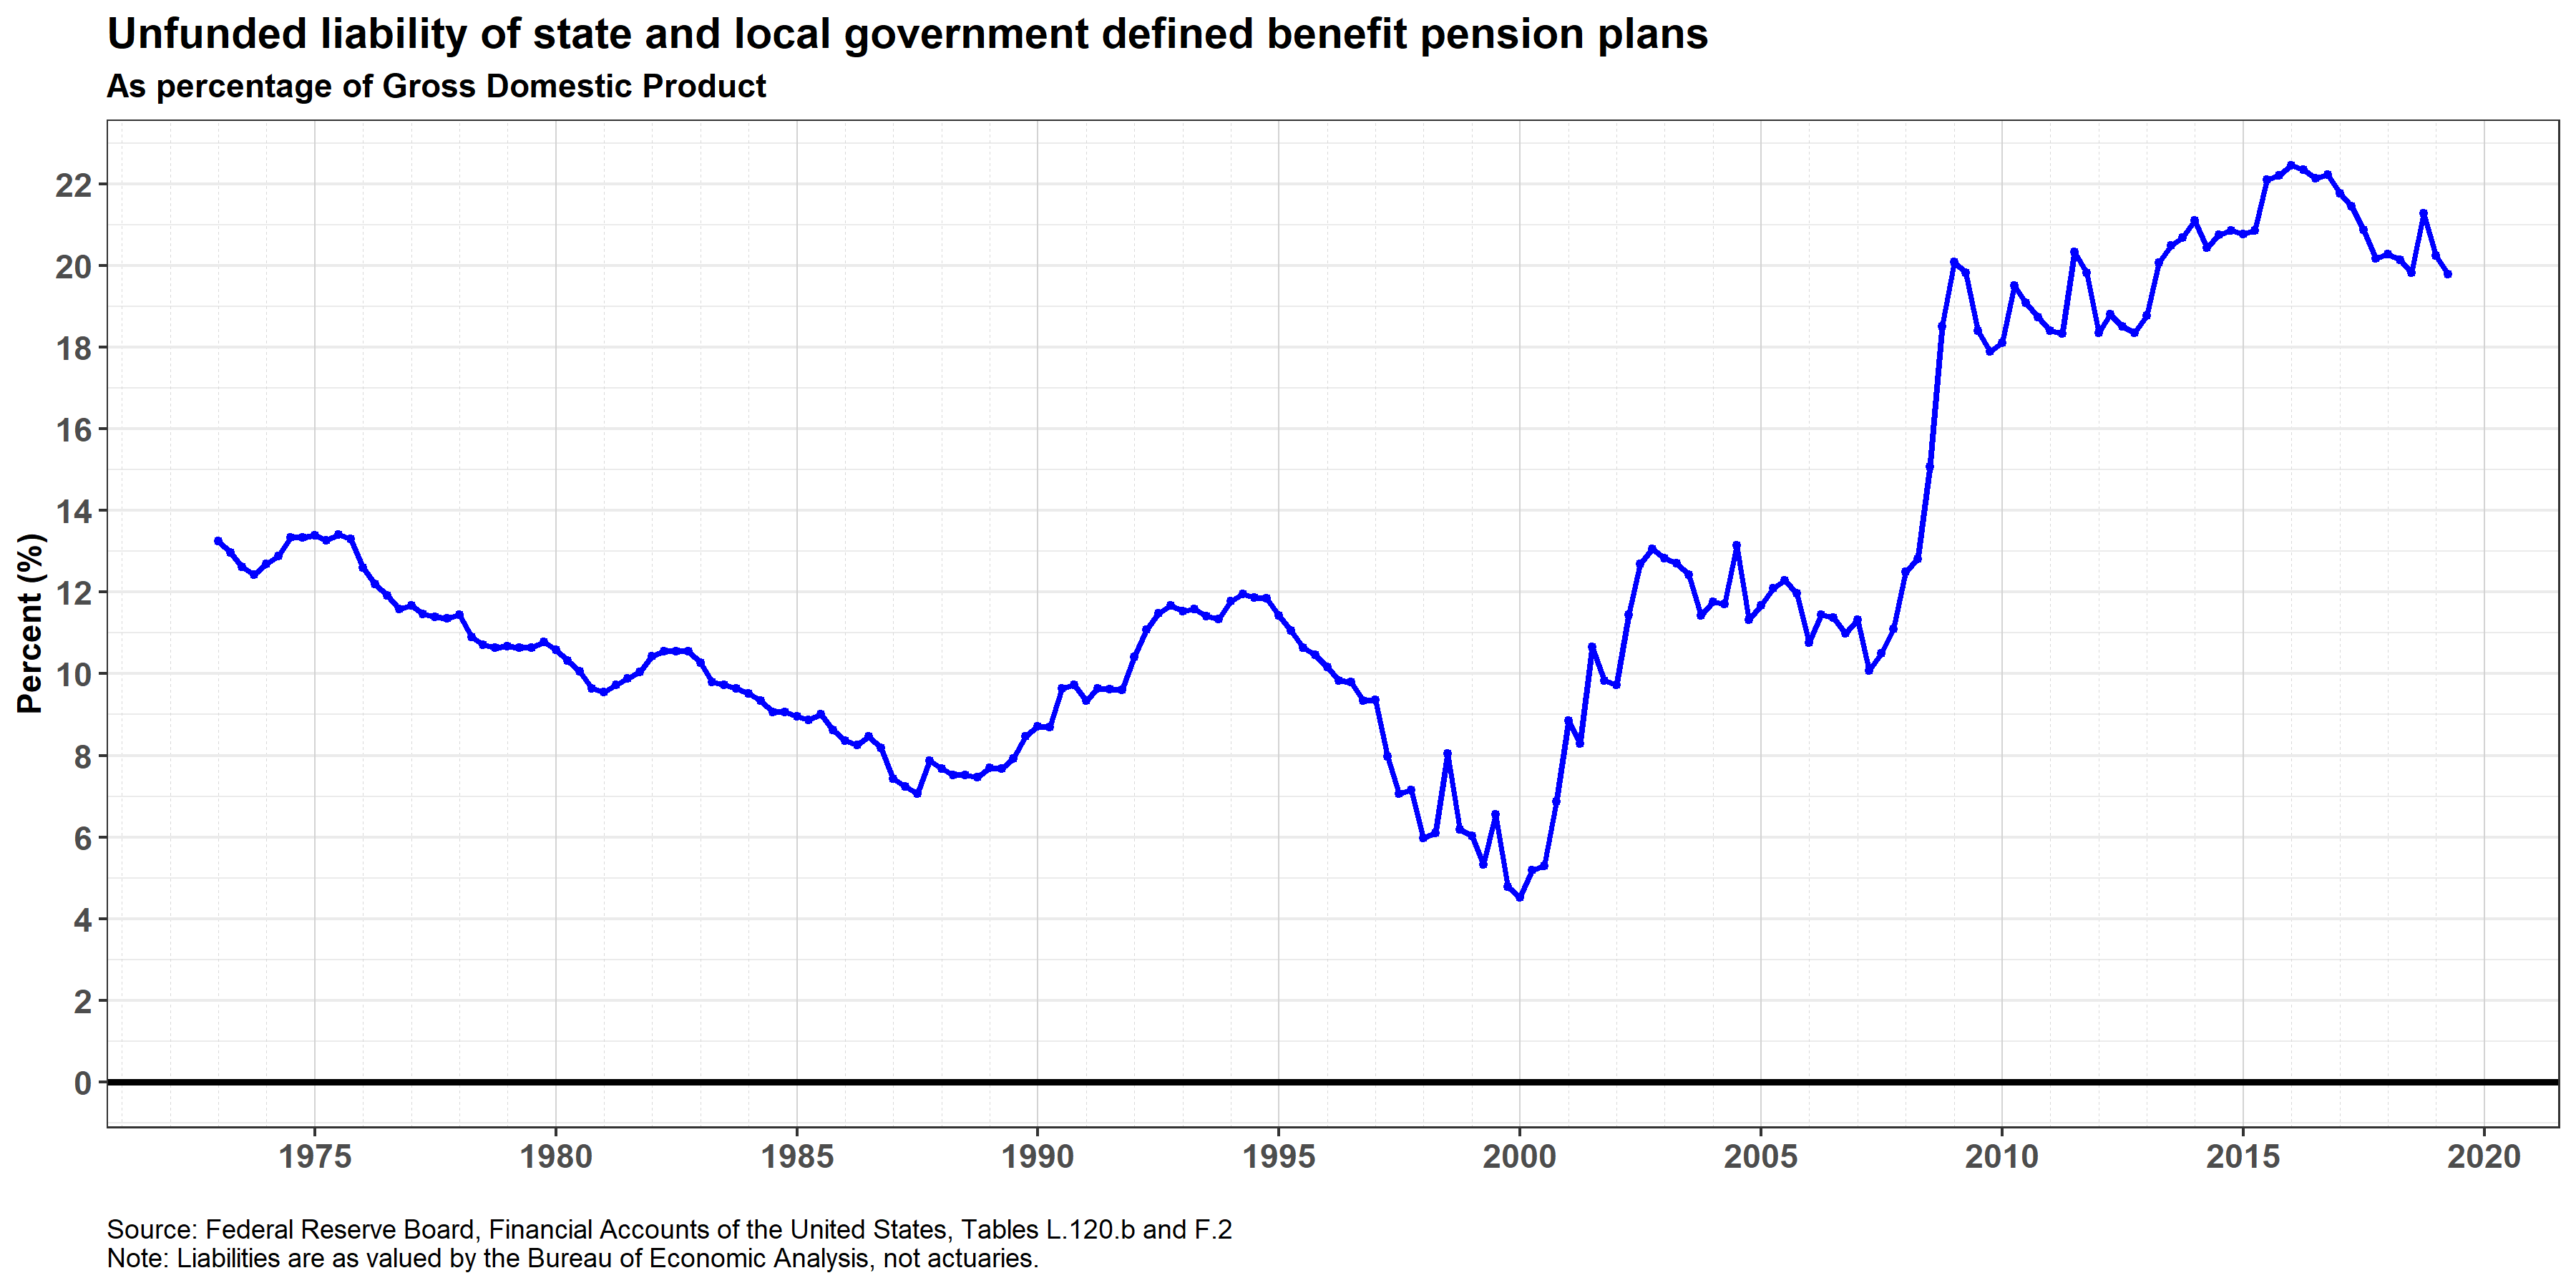 Unfunded liability of state and local government defined benefit pension plans
As percentage of Gross Domestic Product
Percent (%)
22
20
18
16
14
12
10
8
6
4
2
0
1975 1980 1985 1990 1995 2000 2005 2010 2015 2020
Source: Federal Reserve Board, Financial Accounts of the United States, Tables L.120.b and F.2
Note: Liabilities are as valued by the Bureau of Economic Analysis, not actuaries.